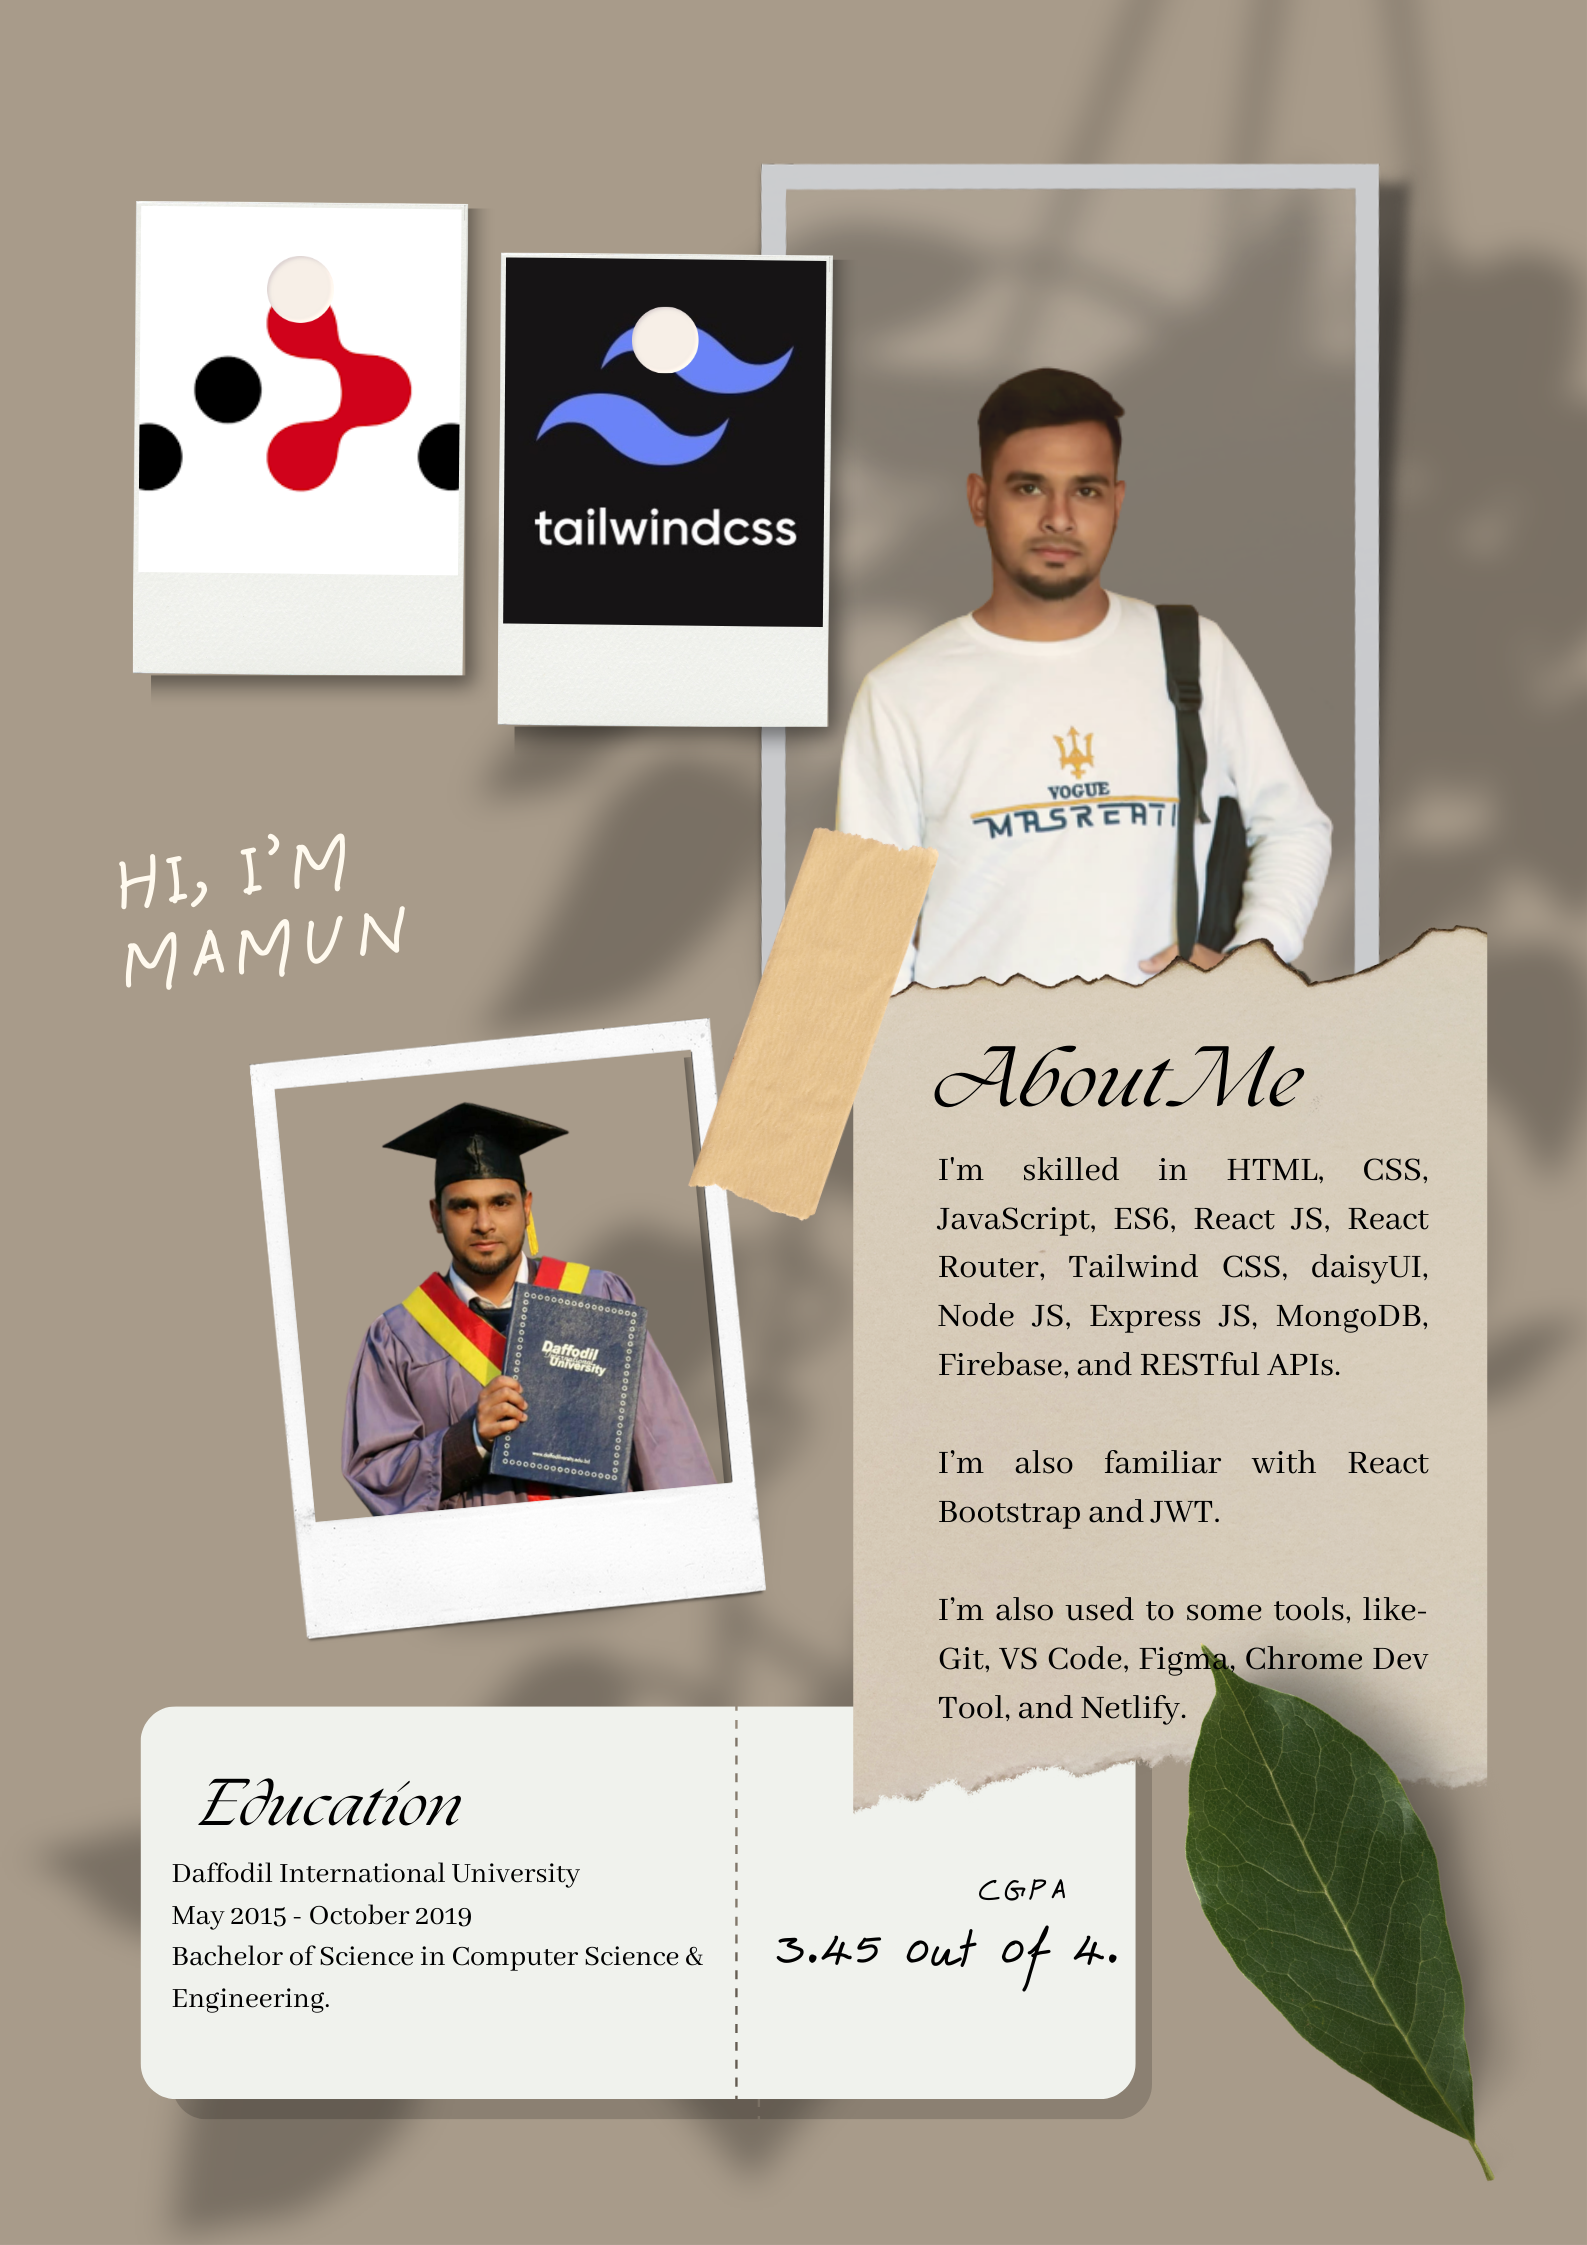 tailwindcss
VOGUE
MASREATI
HI, I'M
MAMUN
About Me
I'm skilled in HTML, CSS,
JavaScript, ES6, React JS, React
Router, Tailwind CSS, daisyUI,
Node JS, Express JS, MongoDB,
Firebase, and RESTful APIs.
I'm also familiar with React
Bootstrap and JWT.
I'm also used to some tools, like-
Git, VS Code, Figma, Chrome Dev
Tool, and Netlify.
Daffodil
University
Education
Daffodil International University
May 2015 - October 2019
Bachelor of Science in Computer Science &
Engineering.
CGPA
3.45 out of 4.